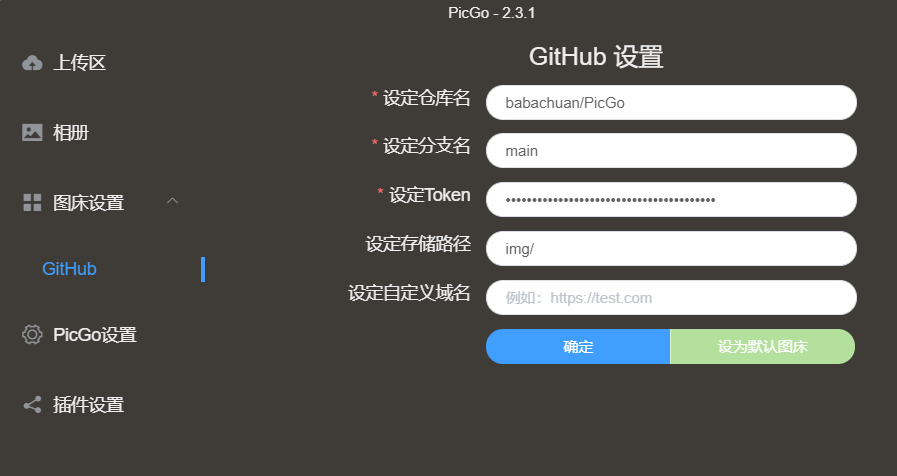 PicGo - 2.3.1
上传区
相册
图床设置
GitHub
PicGo设置
插件设置
GitHub 设置
* 设定仓库名 babachuan/PicGo
* 设定分支名 main
* 设定Token ••••••••••••••••••••••••••••••••••••••••
设定存储路径 img/
设定自定义域名 例如：https://test.com
确定 设为默认图床